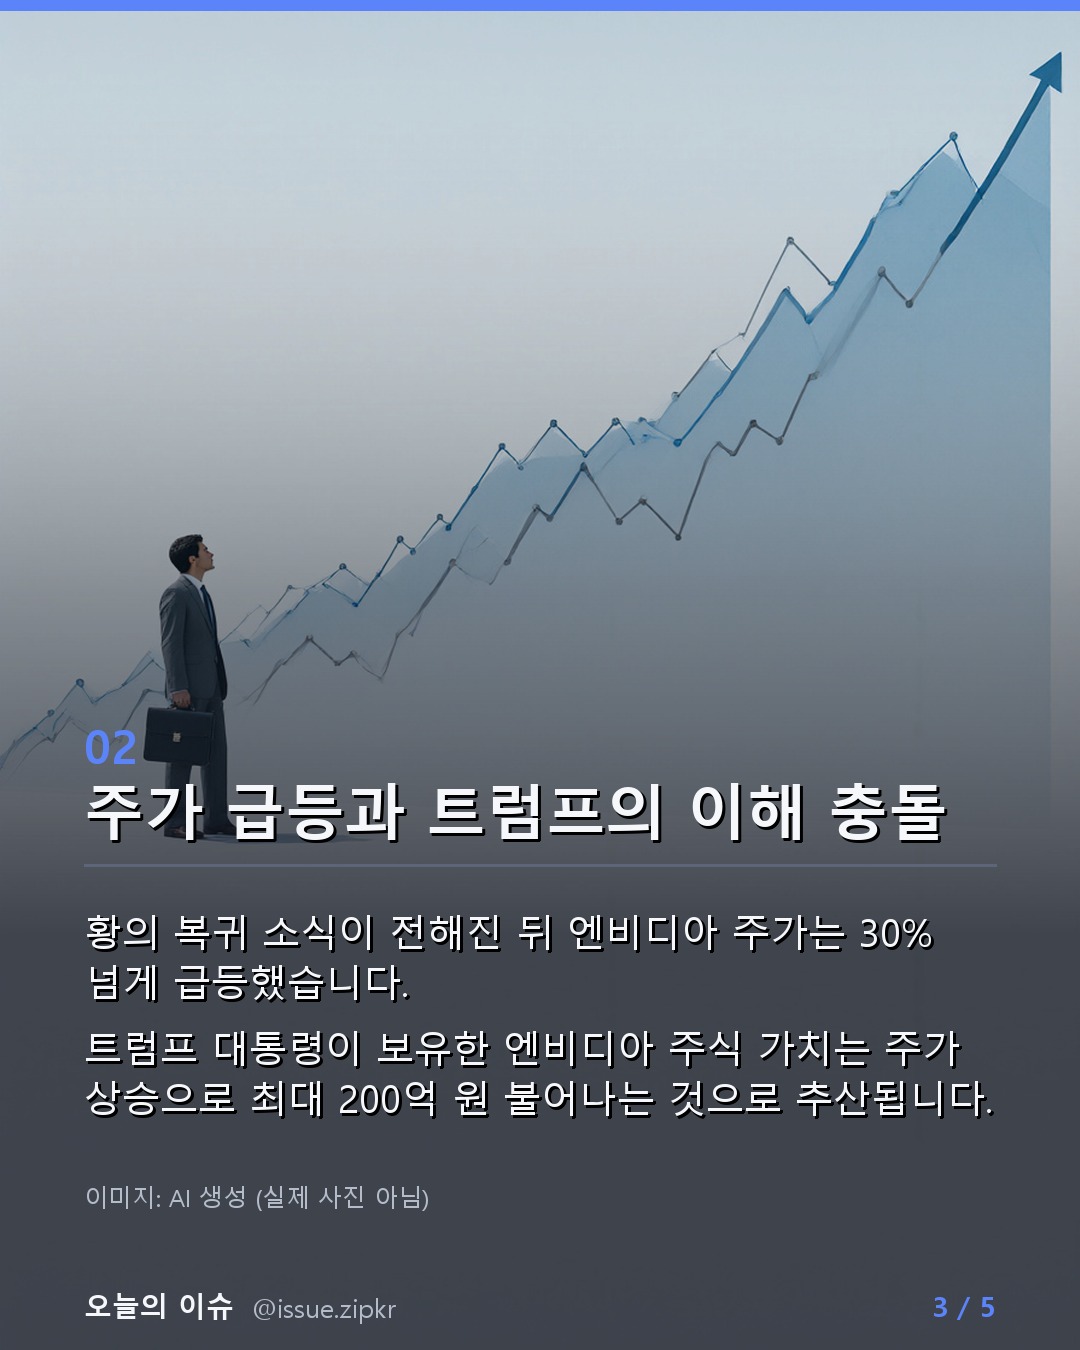 02
주가 급등과 트럼프의 이해 충돌
황의 복귀 소식이 전해진 뒤 엔비디아 주가는 30%
넘게 급등했습니다.
트럼프 대통령이 보유한 엔비디아 주식 가치는 주가
상승으로 최대 200억 원 불어나는 것으로 추산됩니다.
이미지: AI 생성 (실제 사진 아님)
오늘의 이슈 @issue.zipkr
3 / 5